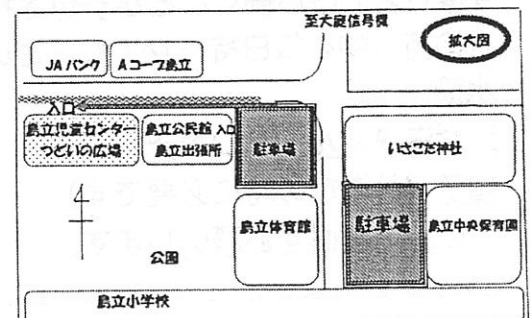 至大庭信号機
拡大図
JAバンク
Aコープ島立
入口
島立児童センター
つどいの広場
島立公民館 入口
島立出張所
駐車場
いさごだ神社
駐車場
島立中央保育園
島立体育館
公園
島立小学校